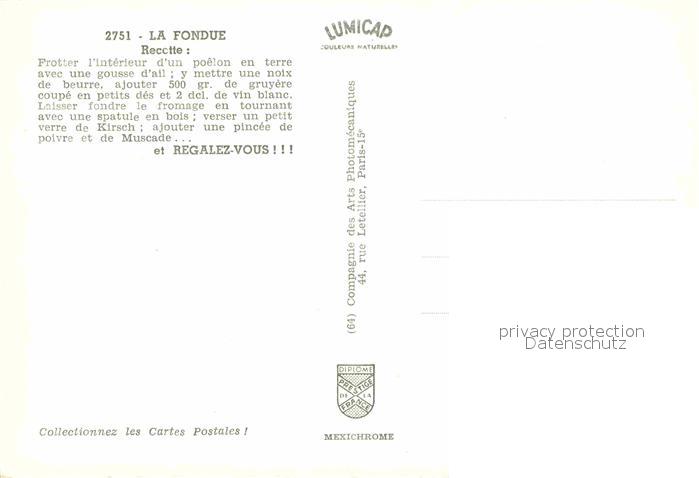 2751 - LA FONDUE
Recette :
Frotter l'intérieur d'un poêlon en terre
avec une gousse d'ail ; y mettre une noix
de beurre, ajouter 500 gr. de gruyère
coupé en petits dés et 2 dcl. de vin blanc.
Laisser fondre le fromage en tournant
avec une spatule en bois ; verser un petit
verre de Kirsch ; ajouter une pincée de
poivre et de Muscade . . .
et REGALEZ-VOUS ! ! !
Collectionnez les Cartes Postales !
LUMICAP
COULEURS NATURELLES
(64) Compagnie des Arts Photomécaniques
44, rue Letellier, Paris-15e
DIPLOME
PRESTIGE
DE LA
FRANCE
MEXICHROME
privacy protection
Datenschutz